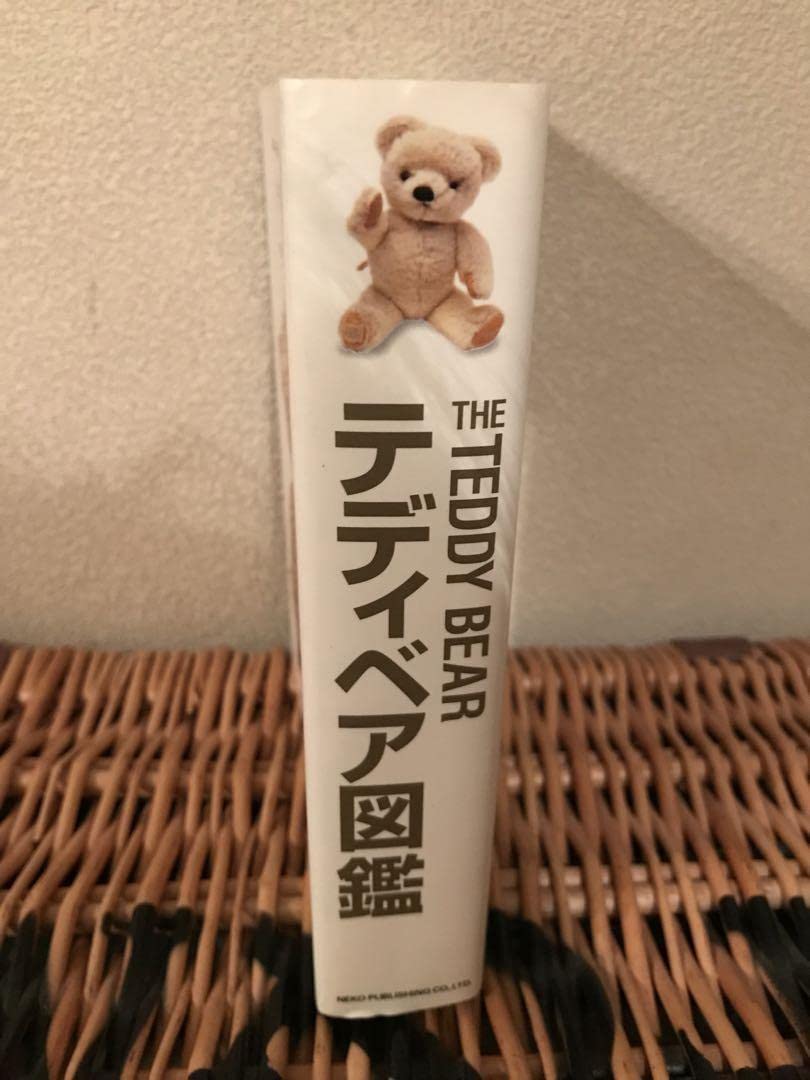 THE TEDDY BEAR
テディベア図鑑
NEKO PUBLISHING CO., LTD.